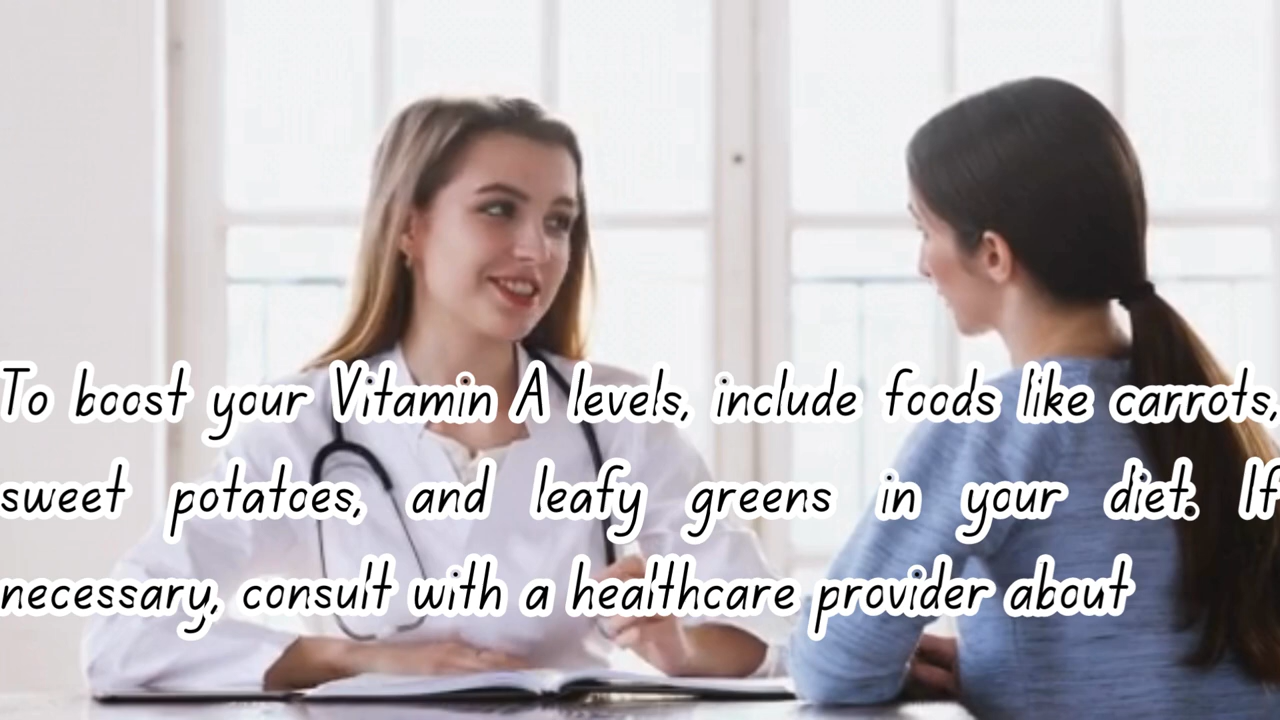 To boost your Vitamin A levels, include foods like carrots,
sweet potatoes, and leafy greens in your diet. If
necessary, consult with a healthcare provider about